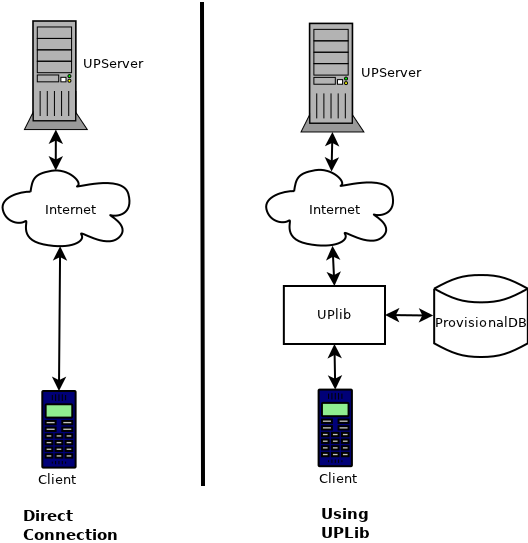 UPServer
Internet
Client
Direct
Connection
UPServer
Internet
UPlib
ProvisionalDB
Client
Using
UPLib